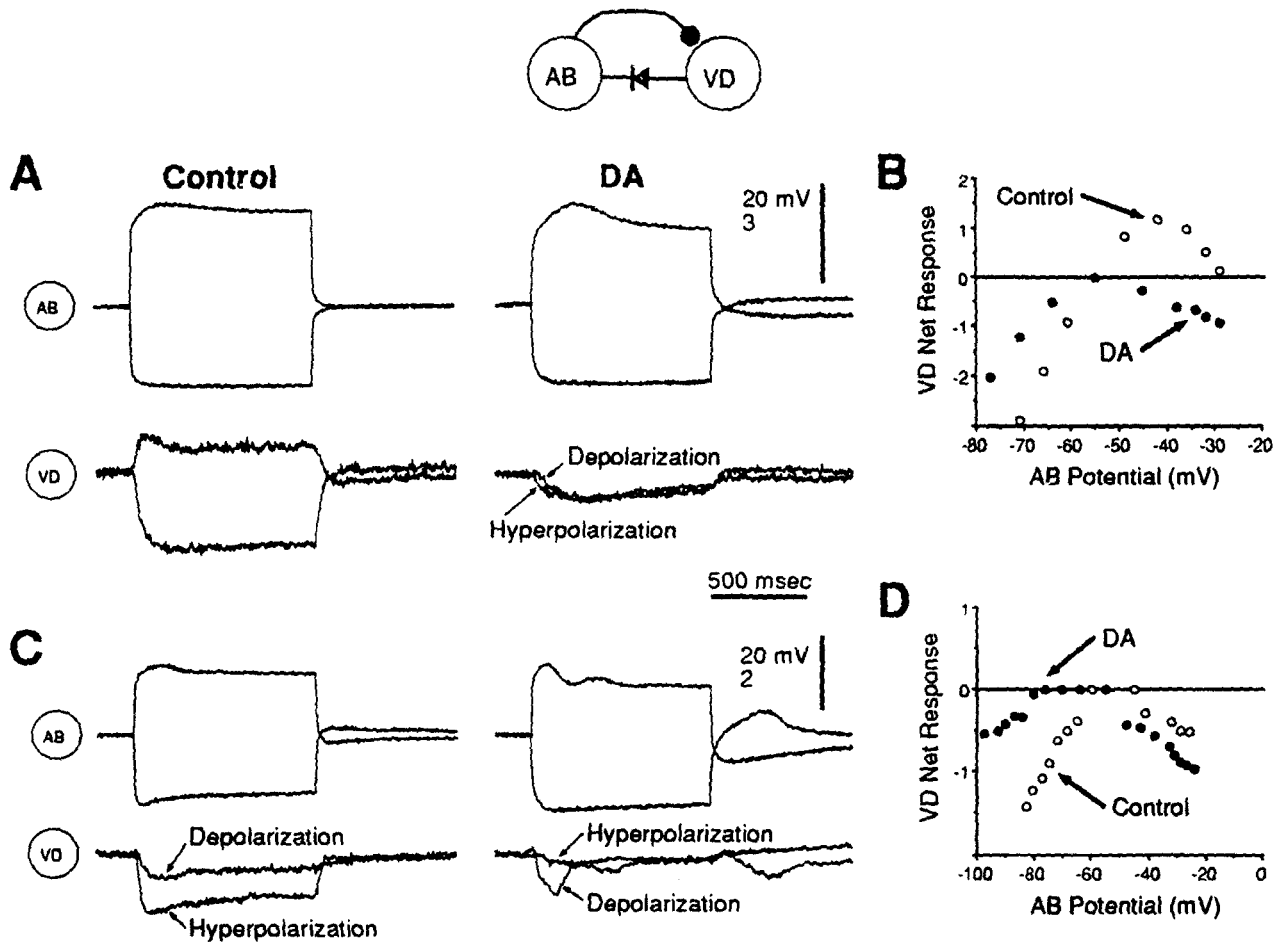 AB
VD
A
Control
DA
20 mV
3
AB
VD
Depolarization
Hyperpolarization
500 msec
B
2
1
0
-1
-2
VD Net Response
Control
DA
-80 -70 -60 -50 -40 -30 -20
AB Potential (mV)
C
20 mV
2
AB
VD
Depolarization
Hyperpolarization
Hyperpolarization
Depolarization
D
1
0
-1
VD Net Response
DA
Control
-100 -80 -60 -40 -20 0
AB Potential (mV)